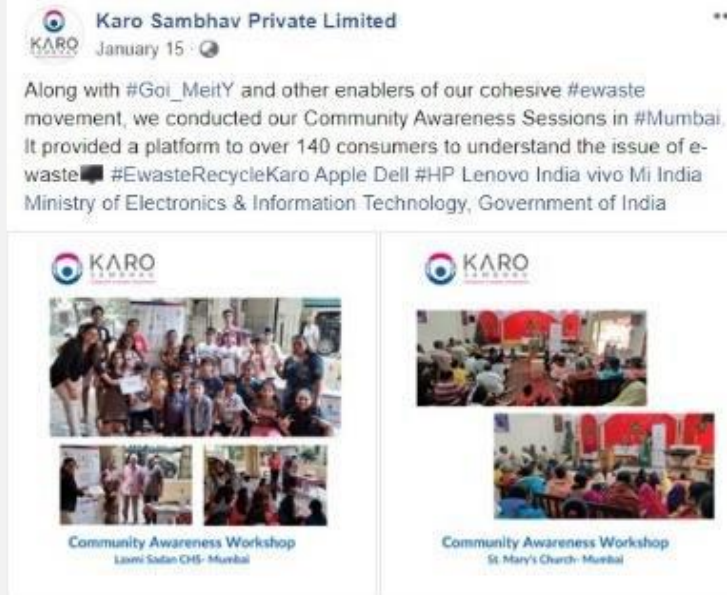 Karo Sambhav Private Limited
KARO
SAMBHAV
January 15
Along with #Goi_MeitY and other enablers of our cohesive #ewaste
movement, we conducted our Community Awareness Sessions in #Mumbai.
It provided a platform to over 140 consumers to understand the issue of e-
waste #EwasteRecycleKaro Apple Dell #HP Lenovo India vivo Mi India
Ministry of Electronics & Information Technology, Government of India
KARO
SAMBHAV
Community Awareness Workshop
Laxmi Sadan CHS- Mumbai
KARO
SAMBHAV
Community Awareness Workshop
St. Mary's Church- Mumbai